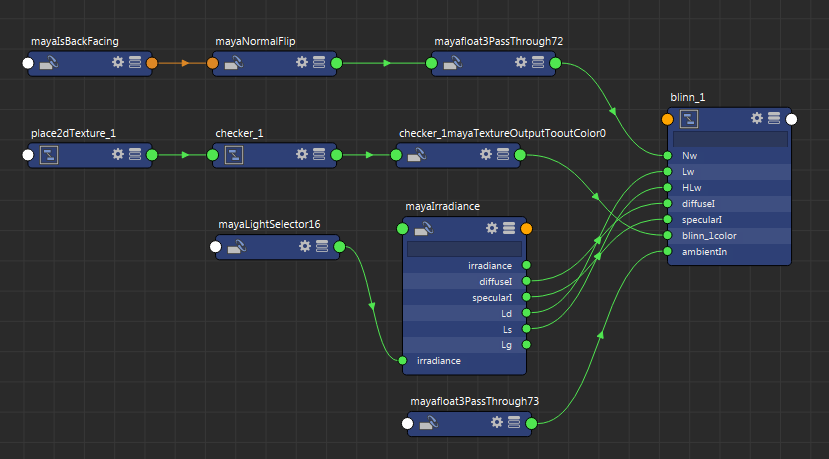 mayaIsBackFacing
mayaNormalFlip
mayafloat3PassThrough72
blinn_1
Nw
Lw
HLw
diffuseI
specularI
blinn_1color
ambientIn
place2dTexture_1
checker_1
checker_1mayaTextureOutputTooutColor0
mayaLightSelector16
mayaIrradiance
irradiance
diffuseI
specularI
Ld
Ls
Lg
irradiance
mayafloat3PassThrough73